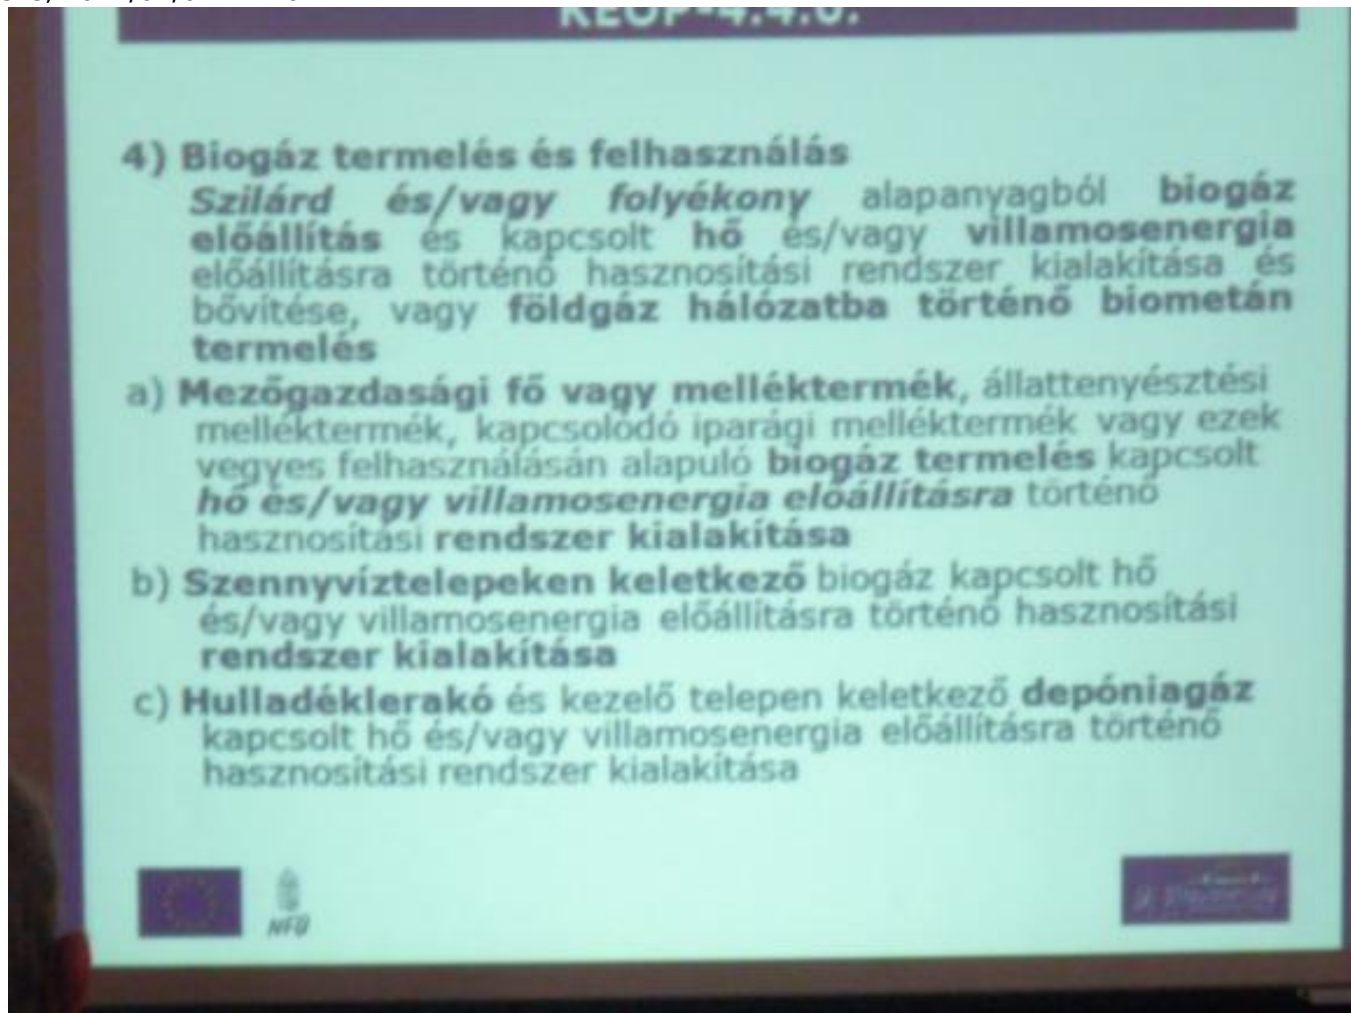 KEOP-4.4.0.
4) Biogáz termelés és felhasználás
Szilárd és/vagy folyékony alapanyagból biogáz
előállítás és kapcsolt hő és/vagy villamosenergia
előállításra történő hasznosítási rendszer kialakítása és
bővítése, vagy földgáz hálózatba történő biometán
termelés
a) Mezőgazdasági fő vagy melléktermék, állattenyésztési
melléktermék, kapcsolódó iparági melléktermék vagy ezek
vegyes felhasználásán alapuló biogáz termelés kapcsolt
hő és/vagy villamosenergia előállításra történő
hasznosítási rendszer kialakítása
b) Szennyvíztelepeken keletkező biogáz kapcsolt hő
és/vagy villamosenergia előállításra történő hasznosítási
rendszer kialakítása
c) Hulladéklerakó és kezelő telepen keletkező depóniagáz
kapcsolt hő és/vagy villamosenergia előállításra történő
hasznosítási rendszer kialakítása
NFÜ